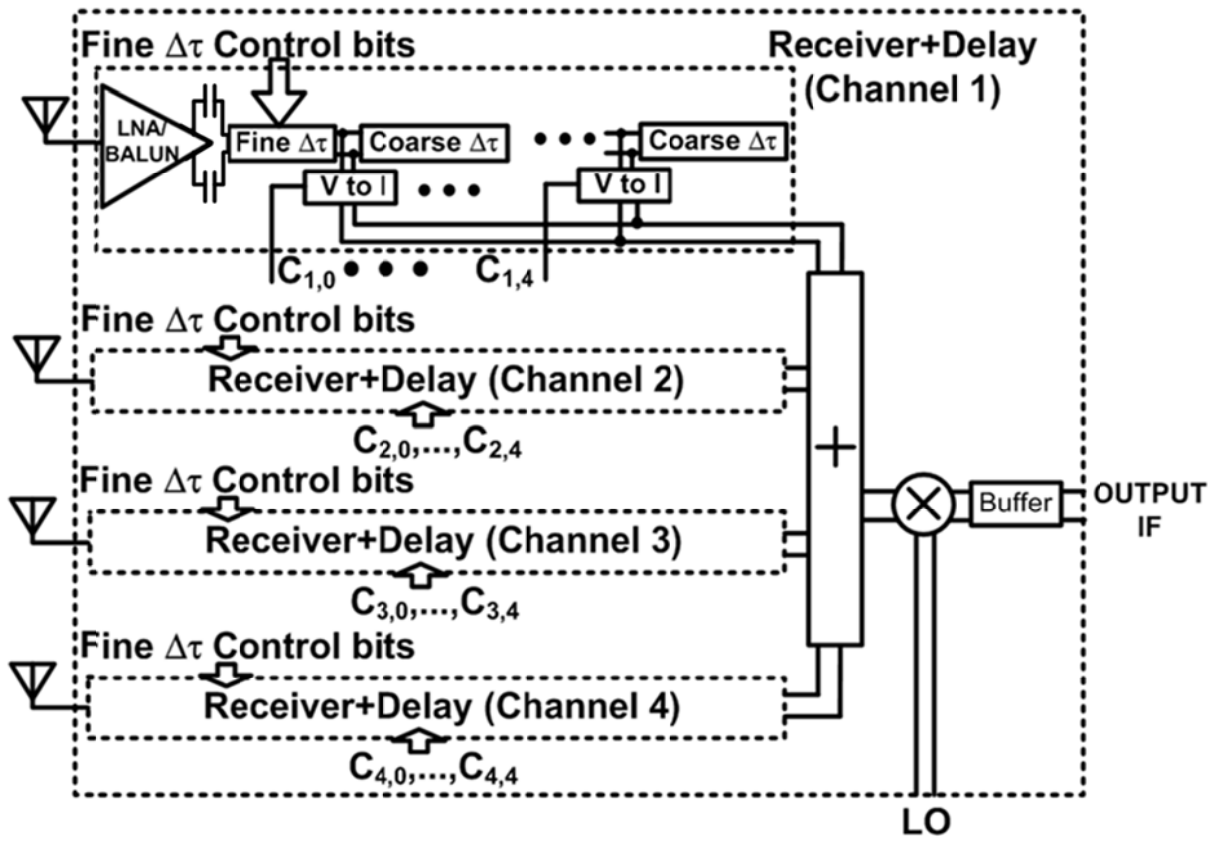 Fine Δτ Control bits
Receiver+Delay
(Channel 1)
LNA/
BALUN
Fine Δτ
Coarse Δτ
• • •
Coarse Δτ
V to I
• • •
V to I
C1,0
• • •
C1,4
Fine Δτ Control bits
Receiver+Delay (Channel 2)
C2,0,...,C2,4
Fine Δτ Control bits
Receiver+Delay (Channel 3)
C3,0,...,C3,4
Fine Δτ Control bits
Receiver+Delay (Channel 4)
C4,0,...,C4,4
+
×
Buffer
OUTPUT
IF
LO